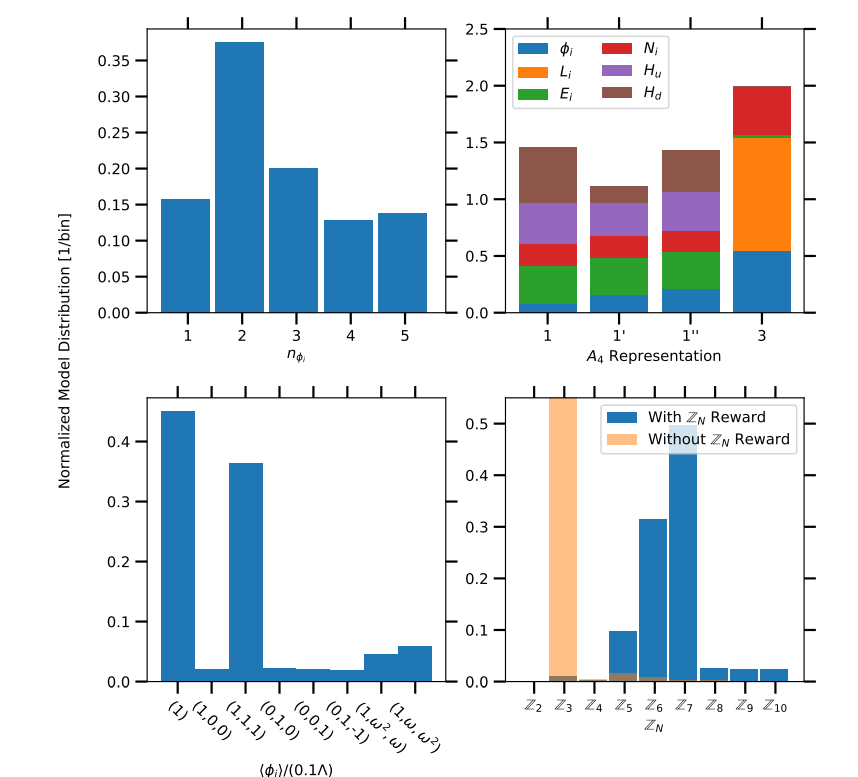 Normalized Model Distribution [1/bin]
0.35
0.30
0.25
0.20
0.15
0.10
0.05
0.00
1 2 3 4 5
n_{ϕ_i}
2.5
2.0
1.5
1.0
0.5
0.0
ϕ_i N_i
L_i H_u
E_i H_d
1 1' 1'' 3
A_4 Representation
0.4
0.3
0.2
0.1
0.0
(1) (1,0,0) (1,1,1) (0,1,0) (0,0,1) (0,1,-1) (1,ω²,ω) (1,ω,ω²)
⟨ϕ_i⟩/(0.1Λ)
0.5
0.4
0.3
0.2
0.1
0.0
With ℤ_N Reward
Without ℤ_N Reward
ℤ_2 ℤ_3 ℤ_4 ℤ_5 ℤ_6 ℤ_7 ℤ_8 ℤ_9 ℤ_10
ℤ_N